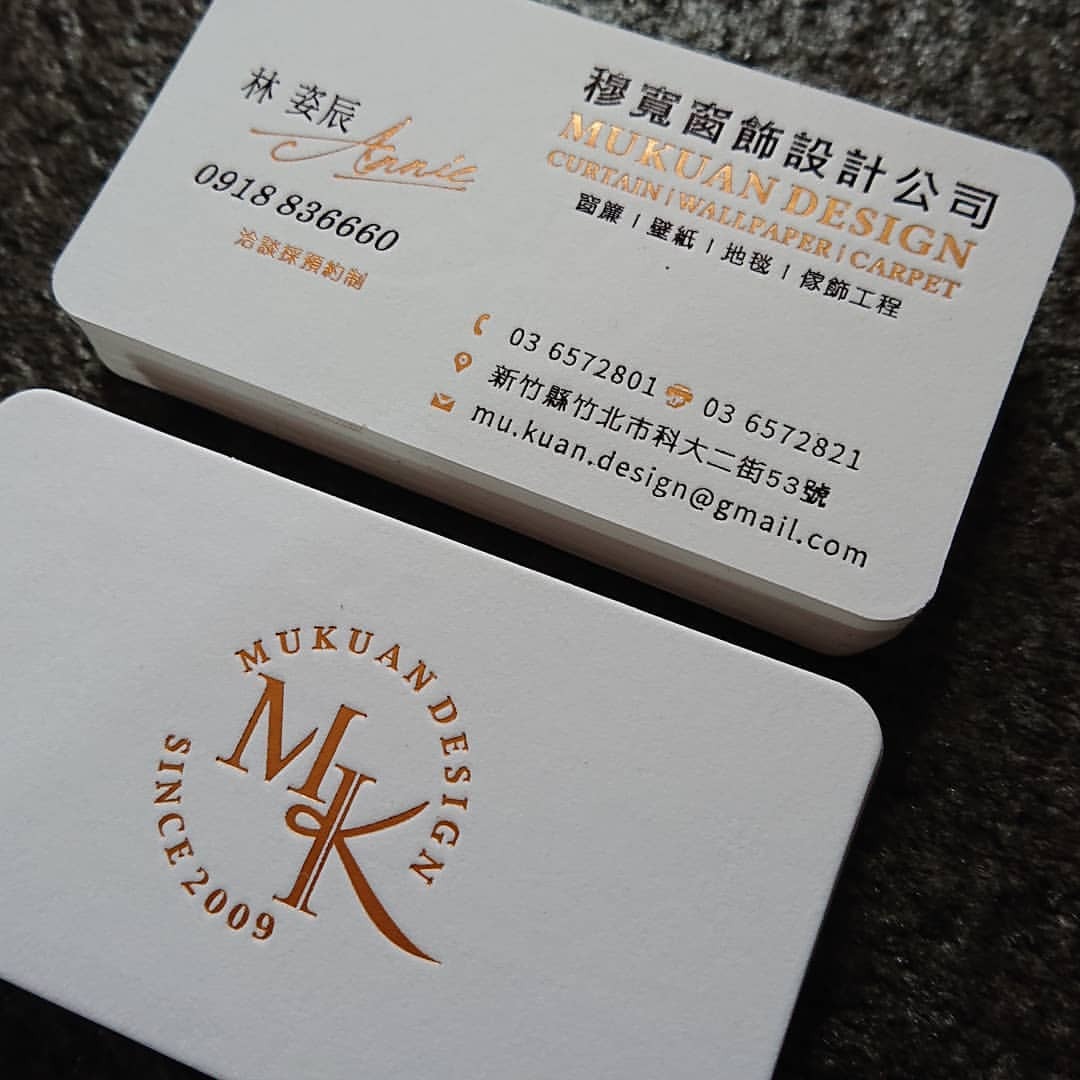 林 姿辰
Annie
0918 836660
洽談採預約制
穆寬窗飾設計公司
MUKUAN DESIGN
CURTAIN | WALLPAPER | CARPET
窗簾 | 壁紙 | 地毯 | 傢飾工程
03 6572801 03 6572821
新竹縣竹北市科大二街53號
mu.kuan.design@gmail.com
MUKUAN DESIGN
MK
SINCE 2009